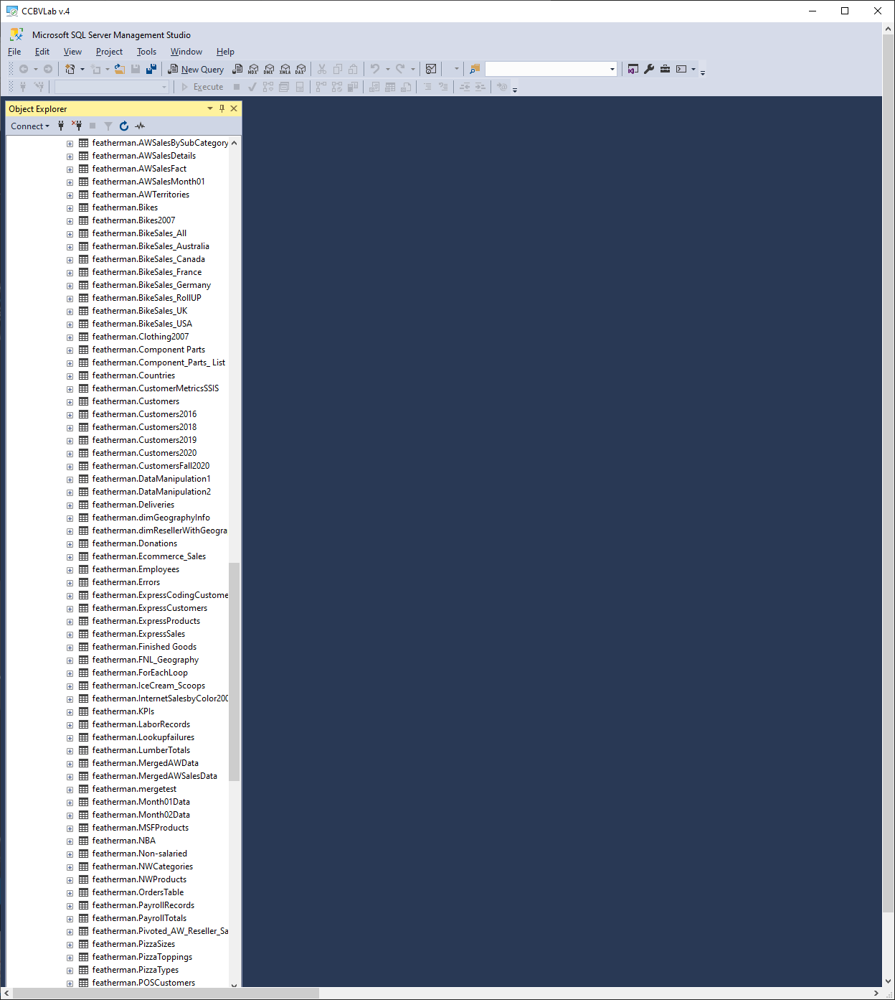 CCBVLab v.4
Microsoft SQL Server Management Studio
File Edit View Project Tools Window Help
New Query MDX DMX XMLA DAX
Execute
Object Explorer
Connect
featherman.AWSalesBySubCategory
featherman.AWSalesDetails
featherman.AWSalesFact
featherman.AWSalesMonth01
featherman.AWTerritories
featherman.Bikes
featherman.Bikes2007
featherman.BikeSales_All
featherman.BikeSales_Australia
featherman.BikeSales_Canada
featherman.BikeSales_France
featherman.BikeSales_Germany
featherman.BikeSales_RollUP
featherman.BikeSales_UK
featherman.BikeSales_USA
featherman.Clothing2007
featherman.Component Parts
featherman.Component_Parts_ List
featherman.Countries
featherman.CustomerMetricsSSIS
featherman.Customers
featherman.Customers2016
featherman.Customers2018
featherman.Customers2019
featherman.Customers2020
featherman.CustomersFall2020
featherman.DataManipulation1
featherman.DataManipulation2
featherman.Deliveries
featherman.dimGeographyInfo
featherman.dimResellerWithGeogra
featherman.Donations
featherman.Ecommerce_Sales
featherman.Employees
featherman.Errors
featherman.ExpressCodingCustome
featherman.ExpressCustomers
featherman.ExpressProducts
featherman.ExpressSales
featherman.Finished Goods
featherman.FNL_Geography
featherman.ForEachLoop
featherman.IceCream_Scoops
featherman.InternetSalesbyColor200
featherman.KPIs
featherman.LaborRecords
featherman.Lookupfailures
featherman.LumberTotals
featherman.MergedAWData
featherman.MergedAWSalesData
featherman.mergetest
featherman.Month01Data
featherman.Month02Data
featherman.MSFProducts
featherman.NBA
featherman.Non-salaried
featherman.NWCategories
featherman.NWProducts
featherman.OrdersTable
featherman.PayrollRecords
featherman.PayrollTotals
featherman.Pivoted_AW_Reseller_Sa
featherman.PizzaSizes
featherman.PizzaToppings
featherman.PizzaTypes
featherman.POSCustomers